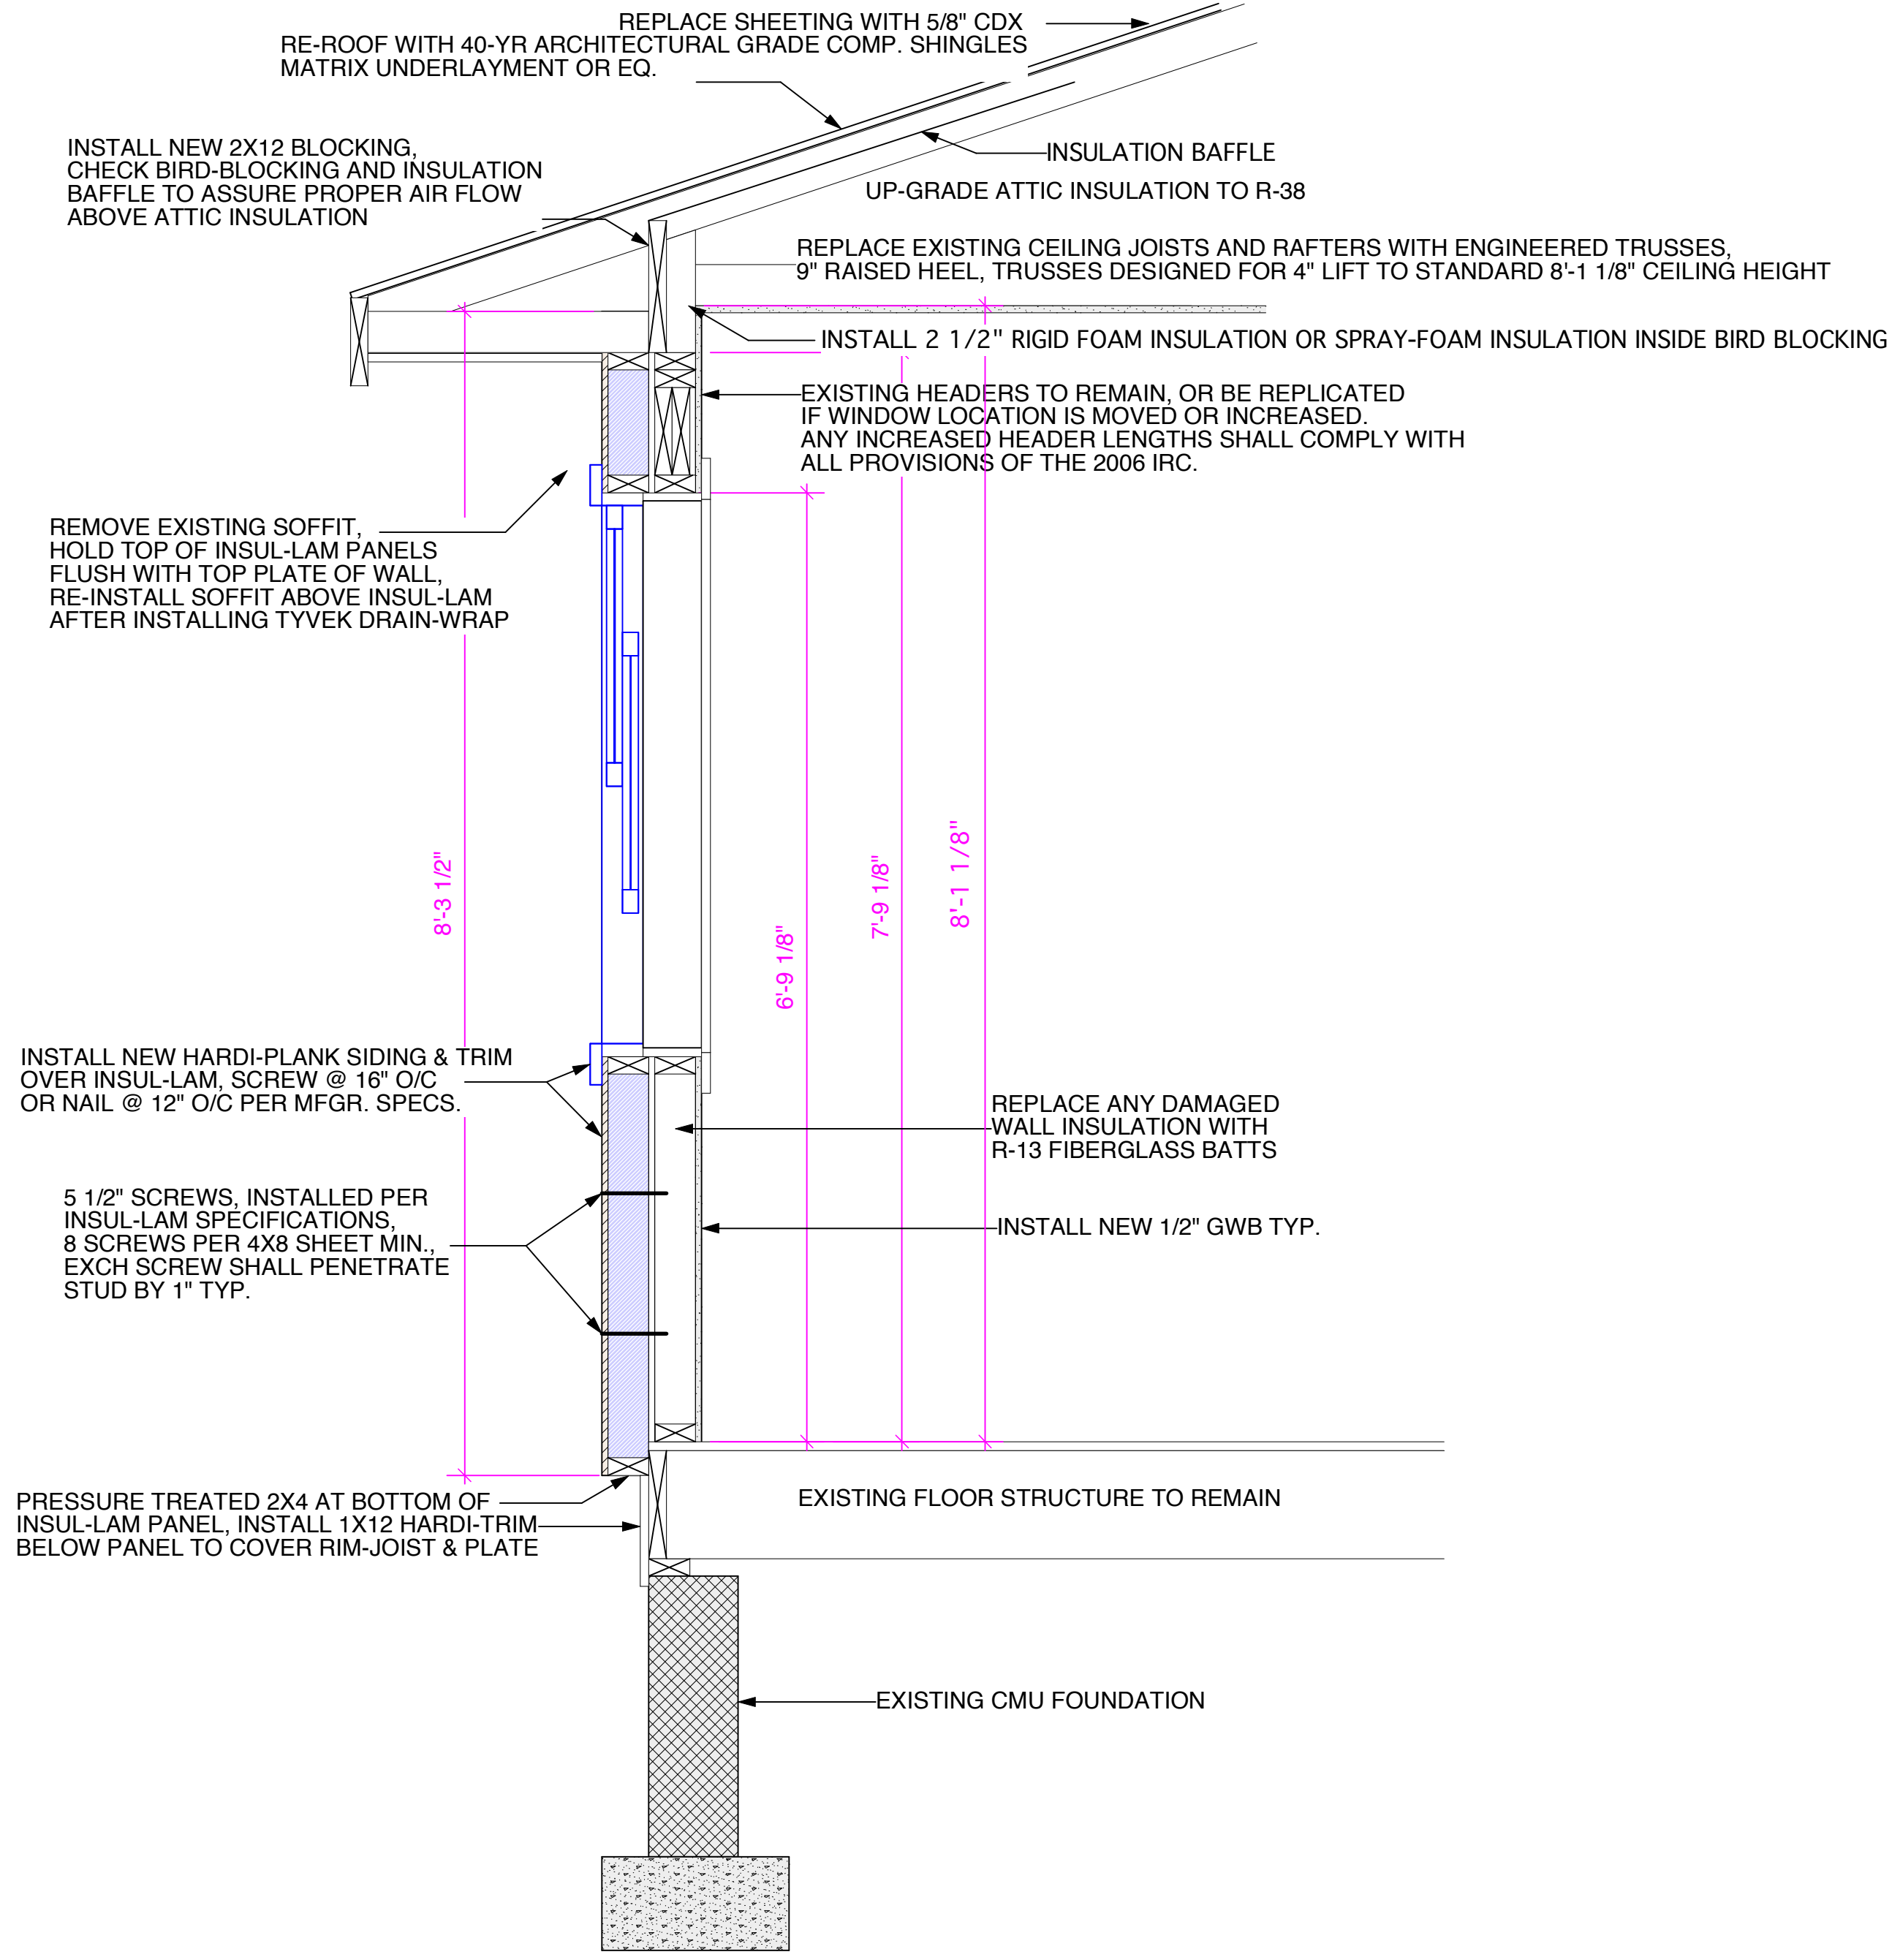 REPLACE SHEETING WITH 5/8" CDX
RE-ROOF WITH 40-YR ARCHITECTURAL GRADE COMP. SHINGLES
MATRIX UNDERLAYMENT OR EQ.
INSTALL NEW 2X12 BLOCKING,
CHECK BIRD-BLOCKING AND INSULATION
BAFFLE TO ASSURE PROPER AIR FLOW
ABOVE ATTIC INSULATION
INSULATION BAFFLE
UP-GRADE ATTIC INSULATION TO R-38
REPLACE EXISTING CEILING JOISTS AND RAFTERS WITH ENGINEERED TRUSSES,
9" RAISED HEEL, TRUSSES DESIGNED FOR 4" LIFT TO STANDARD 8'-1 1/8" CEILING HEIGHT
INSTALL 2 1/2" RIGID FOAM INSULATION OR SPRAY-FOAM INSULATION INSIDE BIRD BLOCKING
EXISTING HEADERS TO REMAIN, OR BE REPLICATED
IF WINDOW LOCATION IS MOVED OR INCREASED.
ANY INCREASED HEADER LENGTHS SHALL COMPLY WITH
ALL PROVISIONS OF THE 2006 IRC.
REMOVE EXISTING SOFFIT,
HOLD TOP OF INSUL-LAM PANELS
FLUSH WITH TOP PLATE OF WALL,
RE-INSTALL SOFFIT ABOVE INSUL-LAM
AFTER INSTALLING TYVEK DRAIN-WRAP
8'-3 1/2"
6'-9 1/8"
7'-9 1/8"
8'-1 1/8"
INSTALL NEW HARDI-PLANK SIDING & TRIM
OVER INSUL-LAM, SCREW @ 16" O/C
OR NAIL @ 12" O/C PER MFGR. SPECS.
REPLACE ANY DAMAGED
WALL INSULATION WITH
R-13 FIBERGLASS BATTS
5 1/2" SCREWS, INSTALLED PER
INSUL-LAM SPECIFICATIONS,
8 SCREWS PER 4X8 SHEET MIN.,
EXCH SCREW SHALL PENETRATE
STUD BY 1" TYP.
INSTALL NEW 1/2" GWB TYP.
PRESSURE TREATED 2X4 AT BOTTOM OF
INSUL-LAM PANEL, INSTALL 1X12 HARDI-TRIM
BELOW PANEL TO COVER RIM-JOIST & PLATE
EXISTING FLOOR STRUCTURE TO REMAIN
EXISTING CMU FOUNDATION